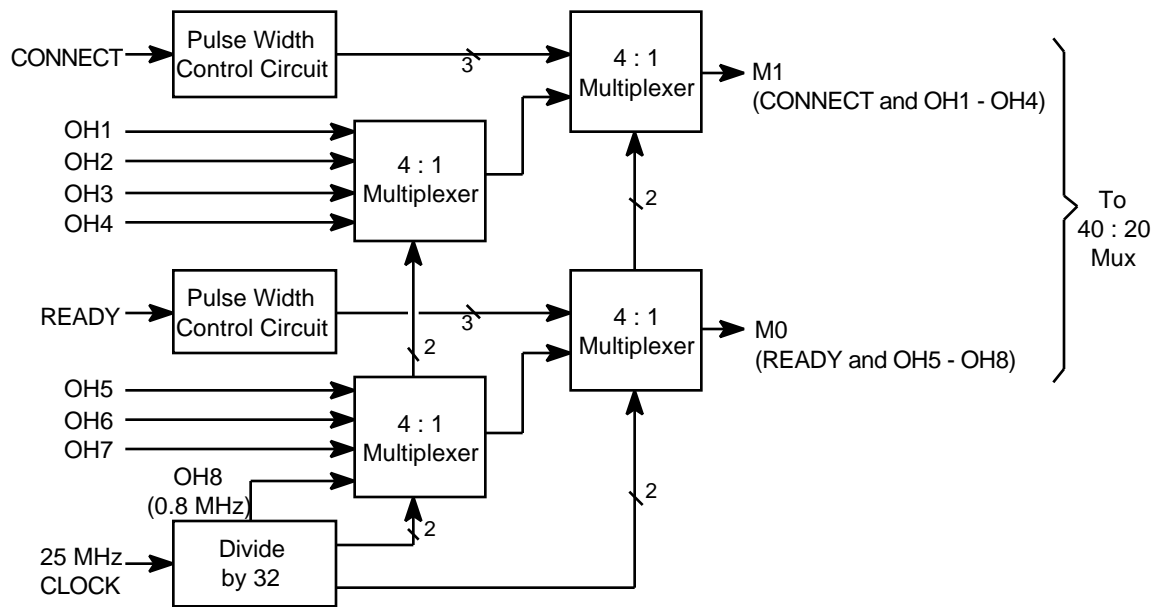 CONNECT
Pulse Width
Control Circuit
3
4 : 1
Multiplexer
M1
(CONNECT and OH1 - OH4)
OH1
OH2
OH3
OH4
4 : 1
Multiplexer
2
To
40 : 20
Mux
READY
Pulse Width
Control Circuit
3
4 : 1
Multiplexer
M0
(READY and OH5 - OH8)
2
OH5
OH6
OH7
4 : 1
Multiplexer
OH8
(0.8 MHz)
2
2
25 MHz
CLOCK
Divide
by 32